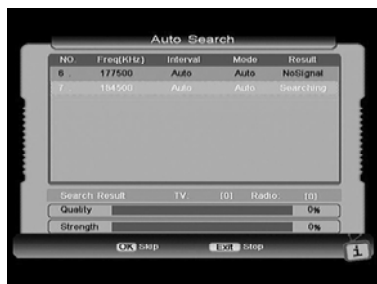 Auto Search
NO. Freq(KHz) Interval Mode Result
6 . 177500 Auto Auto NoSignal
7 . 184500 Auto Auto Searching
Search Result TV: [0] Radio: [0]
Quality 0%
Strength 0%
OK Skip Exit Stop
i